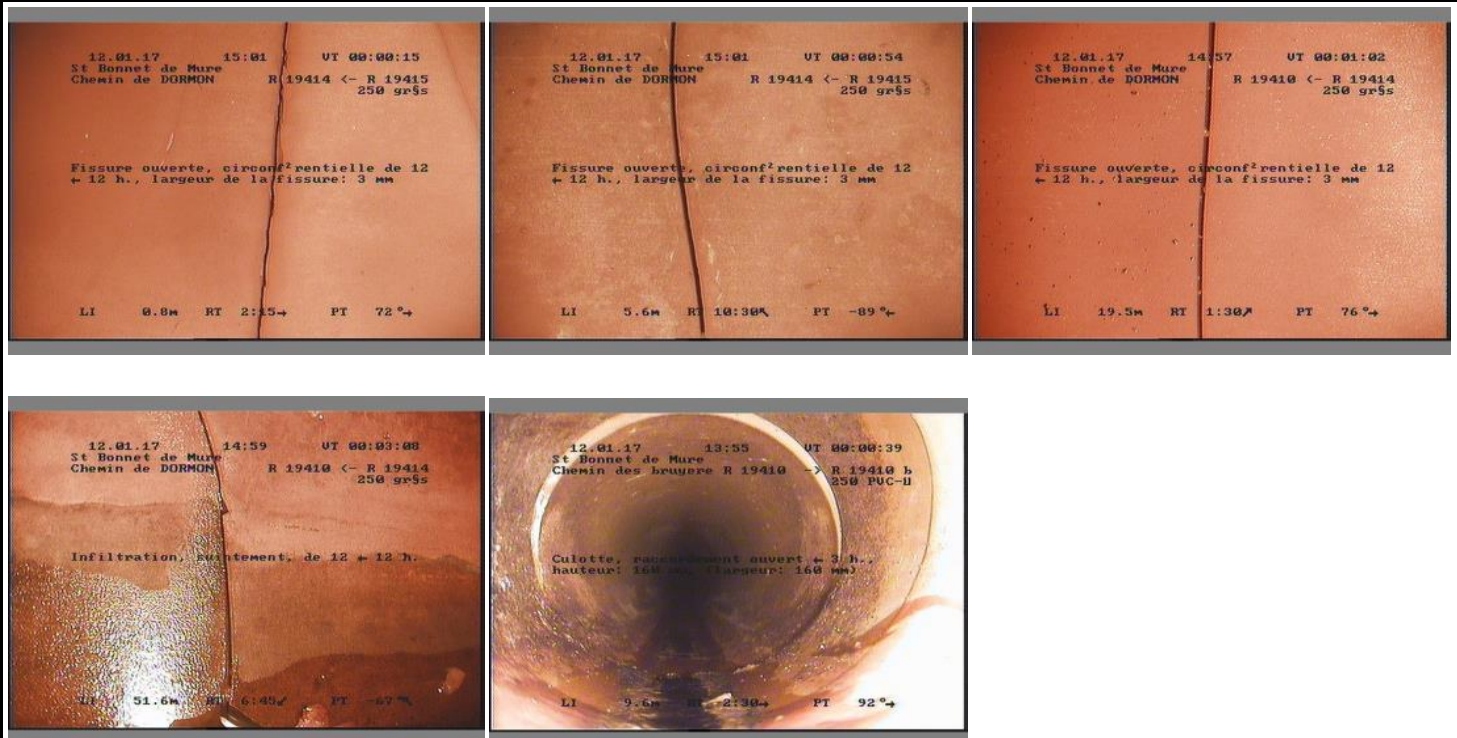 12.01.17 15:01 VT 00:00:15
St Bonnet de Mure
Chemin de DORMON R 19414 <- R 19415
250 gr§s
Fissure ouverte, circonf²rentielle de 12
← 12 h., largeur de la fissure: 3 mm
LI 0.8m RT 2:15→ PT 72°→
12.01.17 15:01 VT 00:00:54
St Bonnet de Mure
Chemin de DORMON R 19414 <- R 19415
250 gr§s
Fissure ouverte, circonf²rentielle de 12
← 12 h., largeur de la fissure: 3 mm
LI 5.6m RT 10:30↖ PT -89°←
12.01.17 14:57 VT 00:01:02
St Bonnet de Mure
Chemin de DORMON R 19410 <- R 19414
250 gr§s
Fissure ouverte, circonf²rentielle de 12
← 12 h., largeur de la fissure: 3 mm
LI 19.5m RT 1:30↗ PT 76°→
12.01.17 14:59 VT 00:03:08
St Bonnet de Mure
Chemin de DORMON R 19410 <- R 19414
250 gr§s
Infiltration, suintement, de 12 ← 12 h.
LI 51.6m RT 6:45↙ PT -67°↖
12.01.17 13:55 VT 00:00:39
St Bonnet de Mure
Chemin des bruyere R 19410 -> R 19410 b
250 PVC-U
Culotte, raccordement ouvert ← 3 h.,
hauteur: 160 mm, (largeur: 160 mm)
LI 9.6m RT 2:30→ PT 92°→